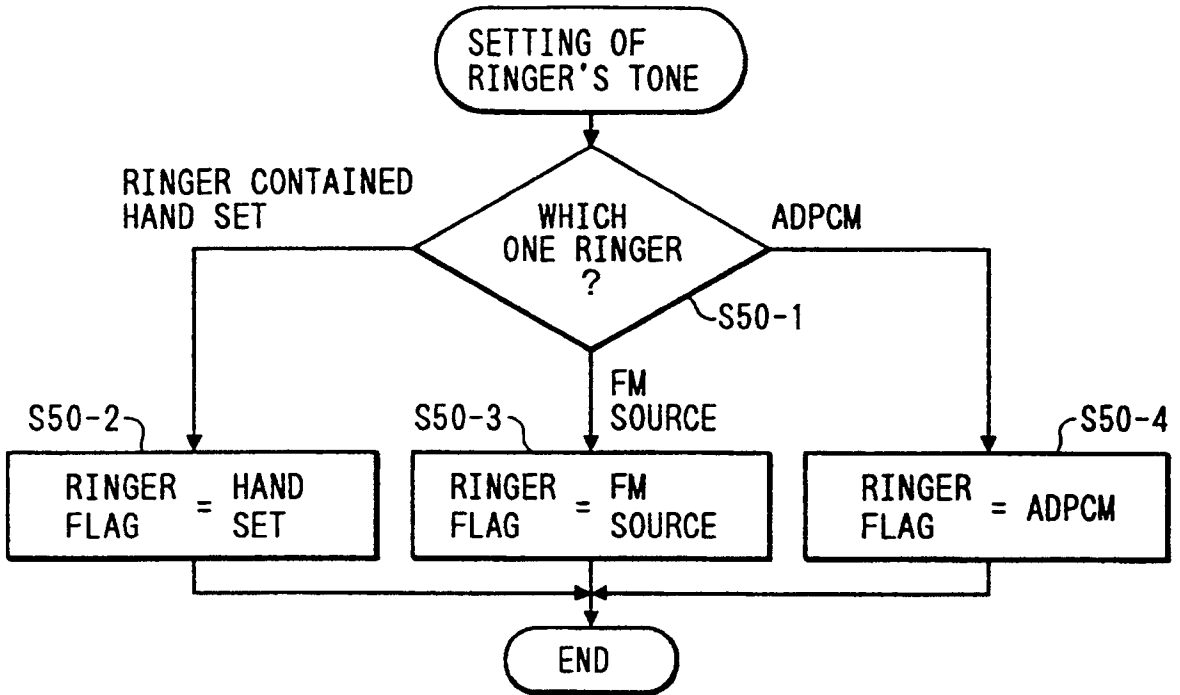 SETTING OF
RINGER'S TONE
RINGER CONTAINED
HAND SET
WHICH
ONE RINGER
?
ADPCM
S50-1
FM
SOURCE
S50-2
S50-3
S50-4
RINGER
FLAG
=
HAND
SET
RINGER
FLAG
=
FM
SOURCE
RINGER
FLAG
= ADPCM
END